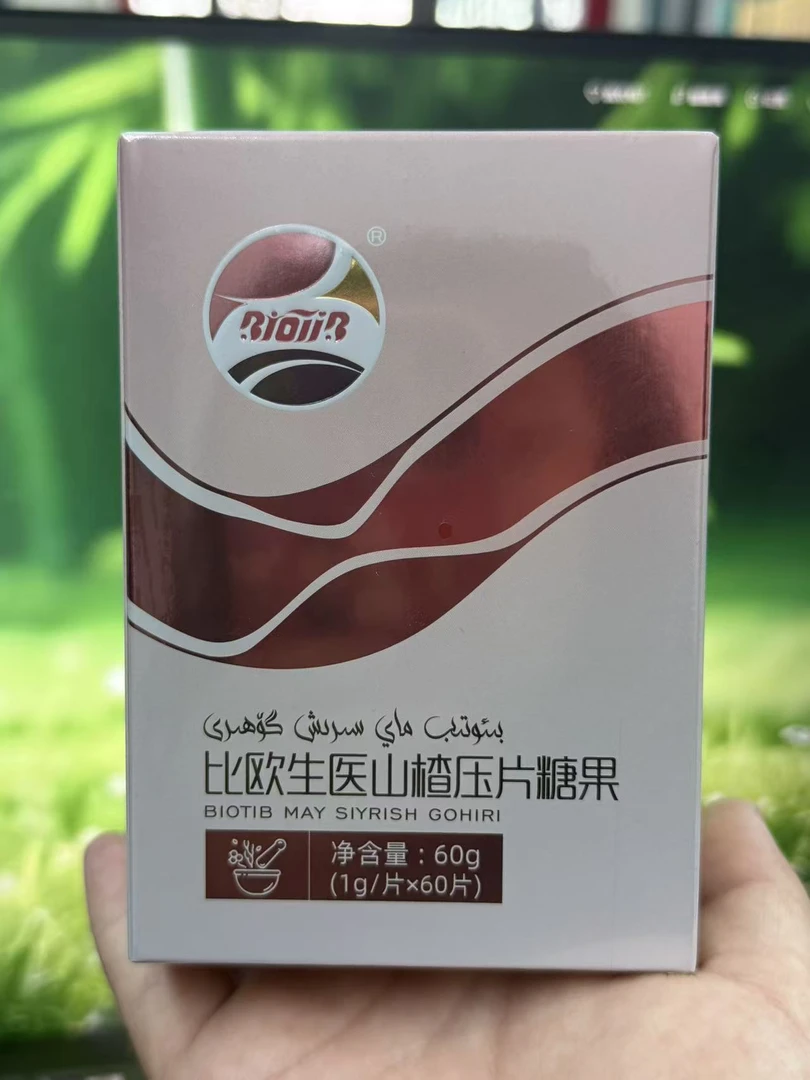 ®
BIOTIB
بىئوتىب ماي سىرىش گۆھىرى
比欧生医山楂压片糖果
BIOTIB MAY SIYRISH GOHIRI
净含量：60g
(1g/片×60片)